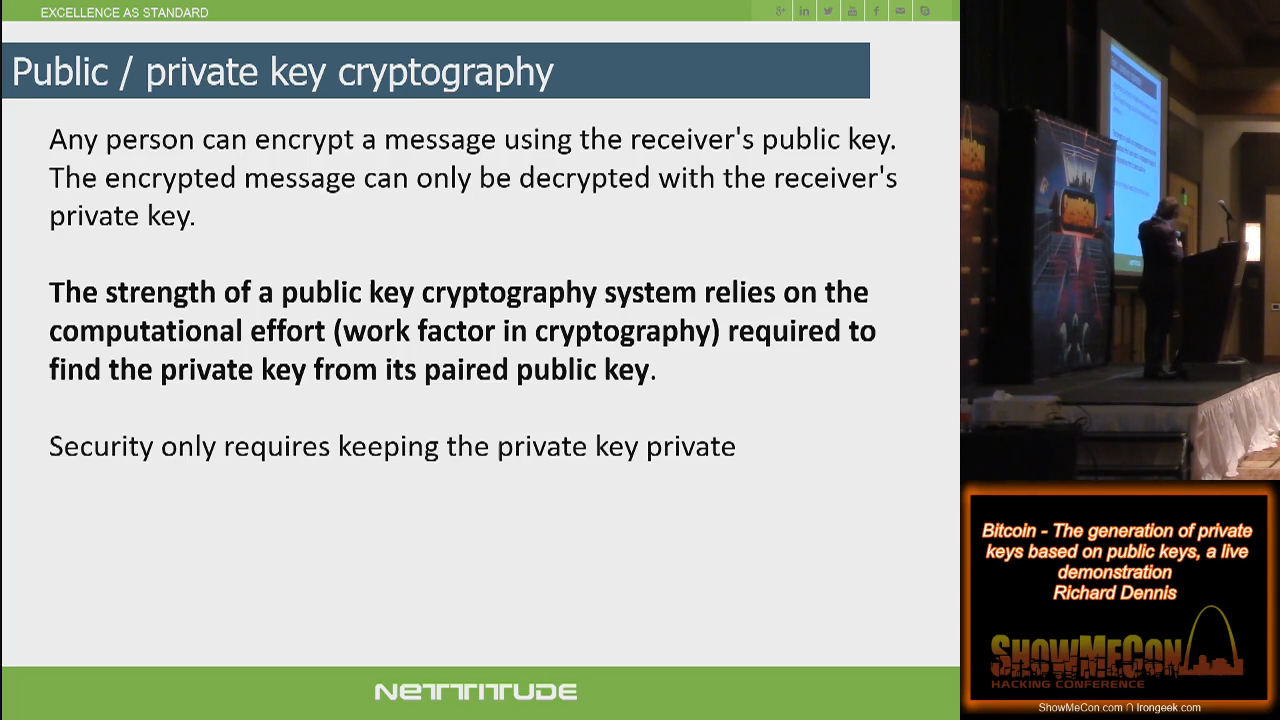 EXCELLENCE AS STANDARD
Public / private key cryptography
Any person can encrypt a message using the receiver's public key.
The encrypted message can only be decrypted with the receiver's
private key.
The strength of a public key cryptography system relies on the
computational effort (work factor in cryptography) required to
find the private key from its paired public key.
Security only requires keeping the private key private
NETTITUDE
Bitcoin - The generation of private
keys based on public keys, a live
demonstration
Richard Dennis
SHOWMECON
HACKING CONFERENCE
ShowMeCon.com ∩ Irongeek.com